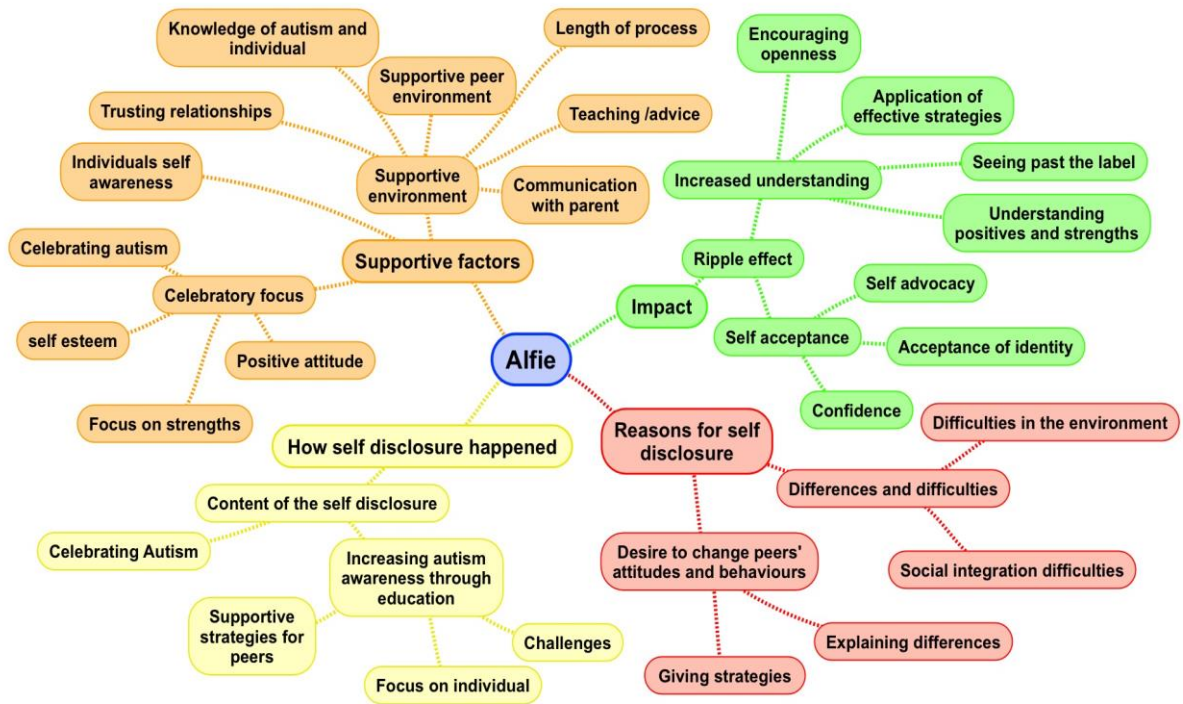 Knowledge of autism and
individual
Length of process
Supportive peer
environment
Trusting relationships
Teaching /advice
Individuals self
awareness
Supportive
environment
Communication
with parent
Supportive factors
Celebrating autism
Celebratory focus
self esteem
Positive attitude
Focus on strengths
Encouraging
openness
Application of
effective strategies
Seeing past the label
Increased understanding
Understanding
positives and strengths
Ripple effect
Impact
Self advocacy
Self acceptance
Acceptance of identity
Confidence
Alfie
How self disclosure happened
Content of the self disclosure
Celebrating Autism
Increasing autism
awareness through
education
Supportive
strategies for
peers
Challenges
Focus on individual
Reasons for self
disclosure
Difficulties in the environment
Differences and difficulties
Social integration difficulties
Desire to change peers'
attitudes and behaviours
Explaining differences
Giving strategies